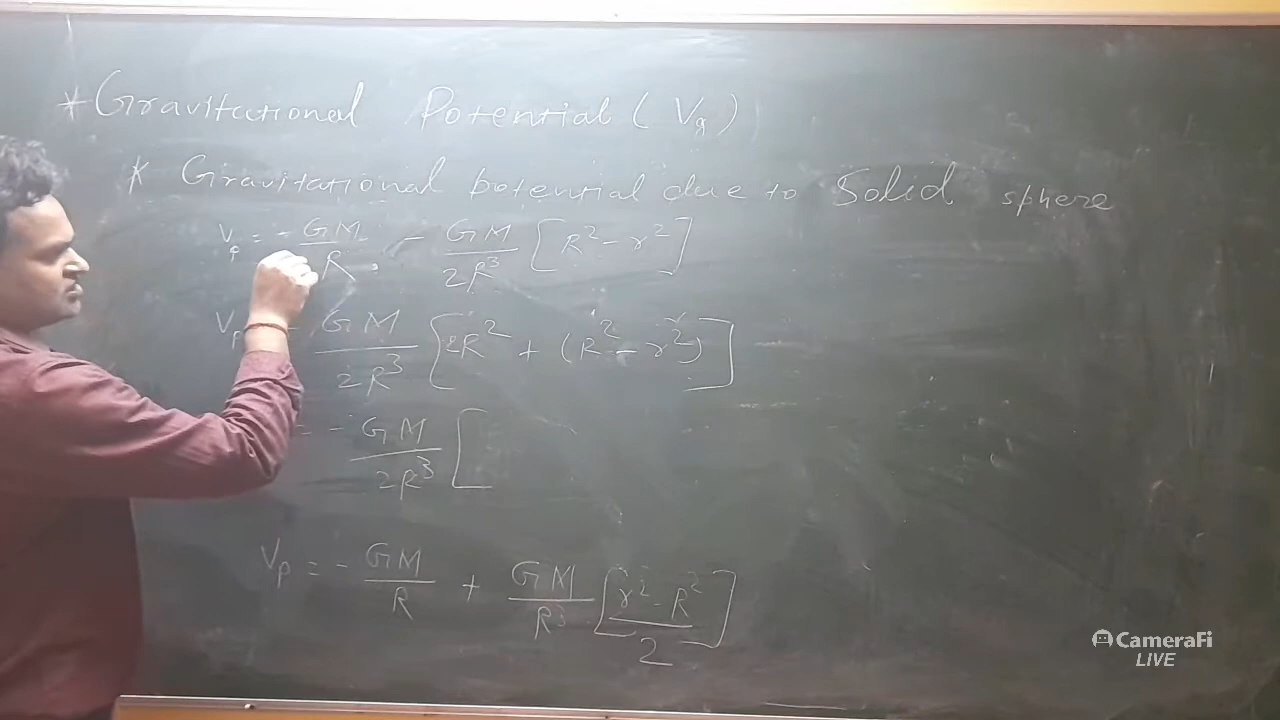 * Gravitational Potential (Vg)
* Gravitational potential due to Solid sphere
Vp = - GM/R - GM/2R³ [R² - r²]
Vp - GM/2R³ [2R² + (R² - r²)]
= - GM/2R³ [
Vp = - GM/R + GM/R³ [(r² - R²)/2]
CameraFi
LIVE